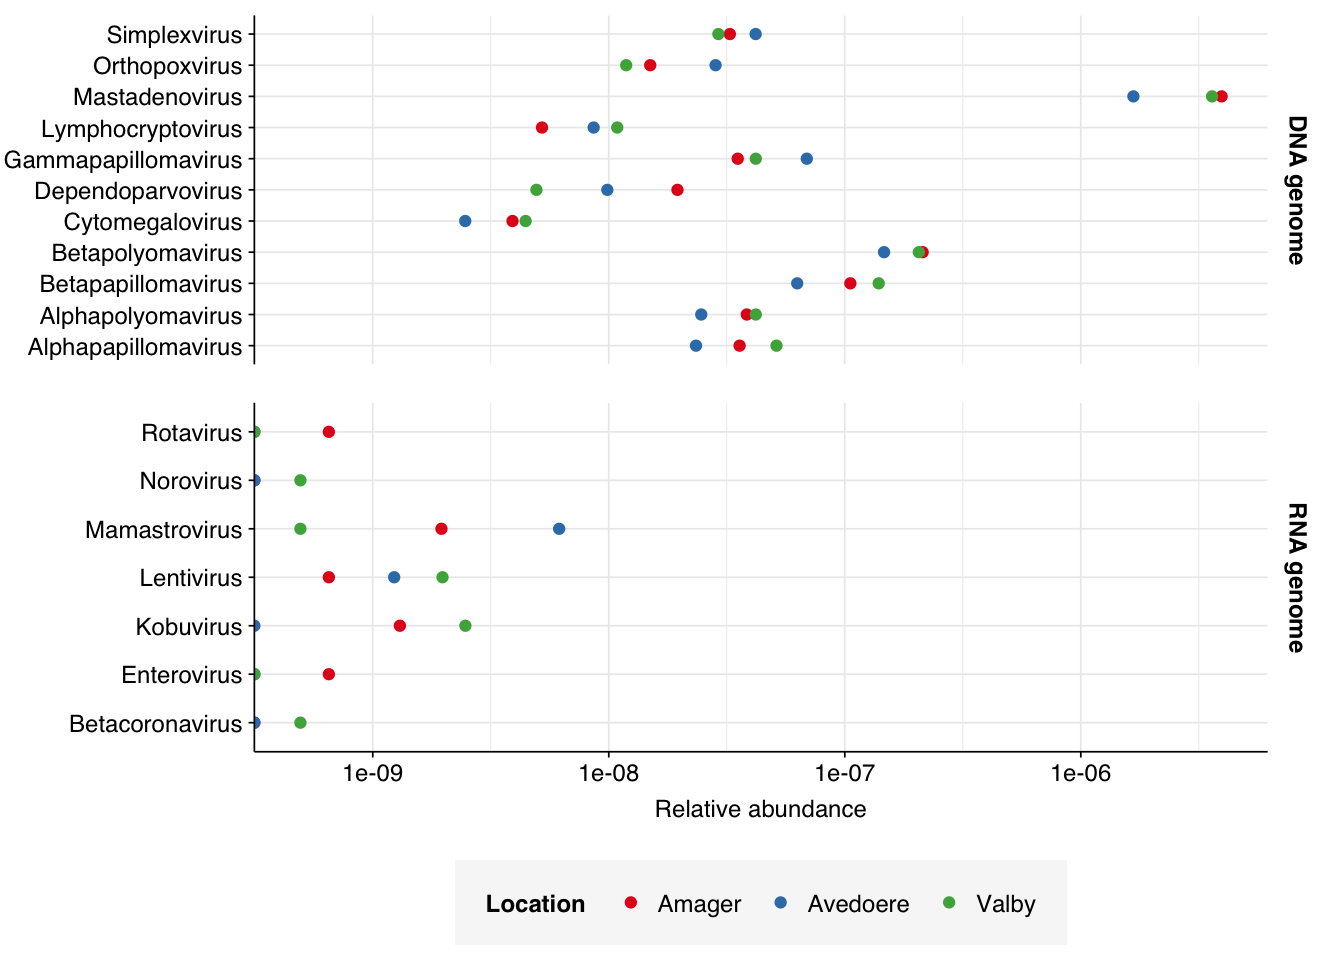 Simplexvirus
Orthopoxvirus
Mastadenovirus
Lymphocryptovirus
Gammapapillomavirus
Dependoparvovirus
Cytomegalovirus
Betapolyomavirus
Betapapillomavirus
Alphapolyomavirus
Alphapapillomavirus
DNA genome
Rotavirus
Norovirus
Mamastrovirus
Lentivirus
Kobuvirus
Enterovirus
Betacoronavirus
RNA genome
1e-09 1e-08 1e-07 1e-06
Relative abundance
Location Amager Avedoere Valby